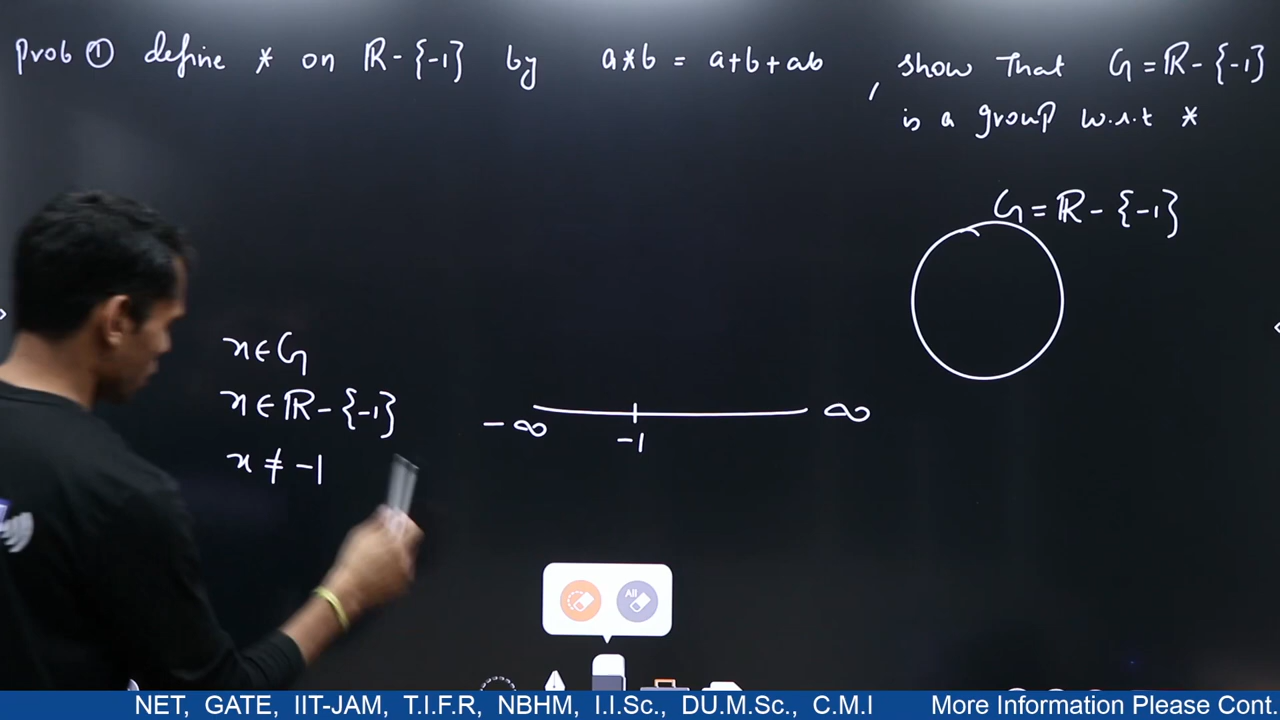 Prob ① define * on ℝ-{-1} by a*b = a+b+ab , show that G=ℝ-{-1}
is a group w.r.t *
G=ℝ-{-1}
x∈G
x∈ℝ-{-1}
x≠-1
-∞ -1 ∞
All
NET, GATE, IIT-JAM, T.I.F.R, NBHM, I.I.Sc., DU.M.Sc., C.M.I More Information Please Cont.